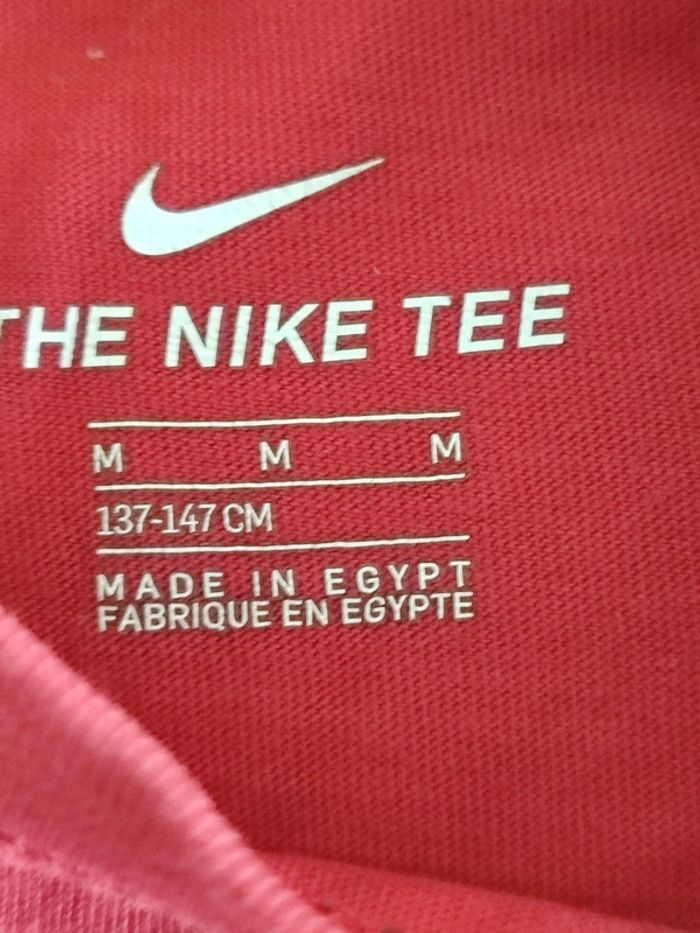 THE NIKE TEE
M M M
137-147 CM
MADE IN EGYPT
FABRIQUE EN EGYPTE